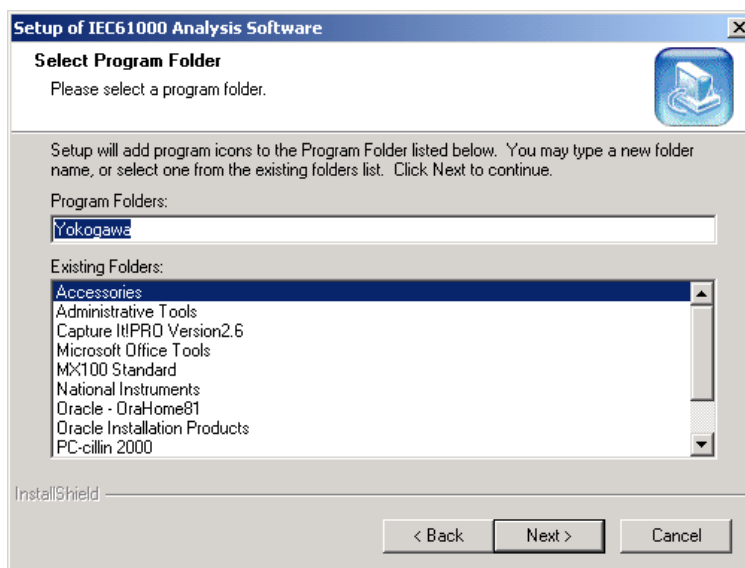 Setup of IEC61000 Analysis Software
Select Program Folder
Please select a program folder.
Setup will add program icons to the Program Folder listed below.  You may type a new folder
name, or select one from the existing folders list.  Click Next to continue.
Program Folders:
Yokogawa
Existing Folders:
Accessories
Administrative Tools
Capture It!PRO Version2.6
Microsoft Office Tools
MX100 Standard
National Instruments
Oracle - OraHome81
Oracle Installation Products
PC-cillin 2000
InstallShield
< Back
Next >
Cancel